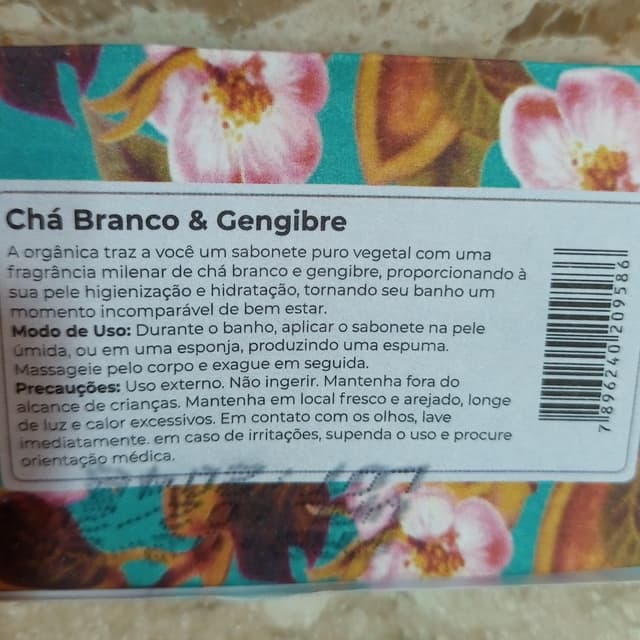 Chá Branco & Gengibre
A orgânica traz a você um sabonete puro vegetal com uma
fragrância milenar de chá branco e gengibre, proporcionando à
sua pele higienização e hidratação, tornando seu banho um
momento incomparável de bem estar.
Modo de Uso: Durante o banho, aplicar o sabonete na pele
úmida, ou em uma esponja, produzindo uma espuma.
Massageie pelo corpo e exague em seguida.
Precauções: Uso externo. Não ingerir. Mantenha fora do
alcance de crianças. Mantenha em local fresco e arejado, longe
de luz e calor excessivos. Em contato com os olhos, lave
imediatamente. em caso de irritações, supenda o uso e procure
orientação médica.
7896240209586